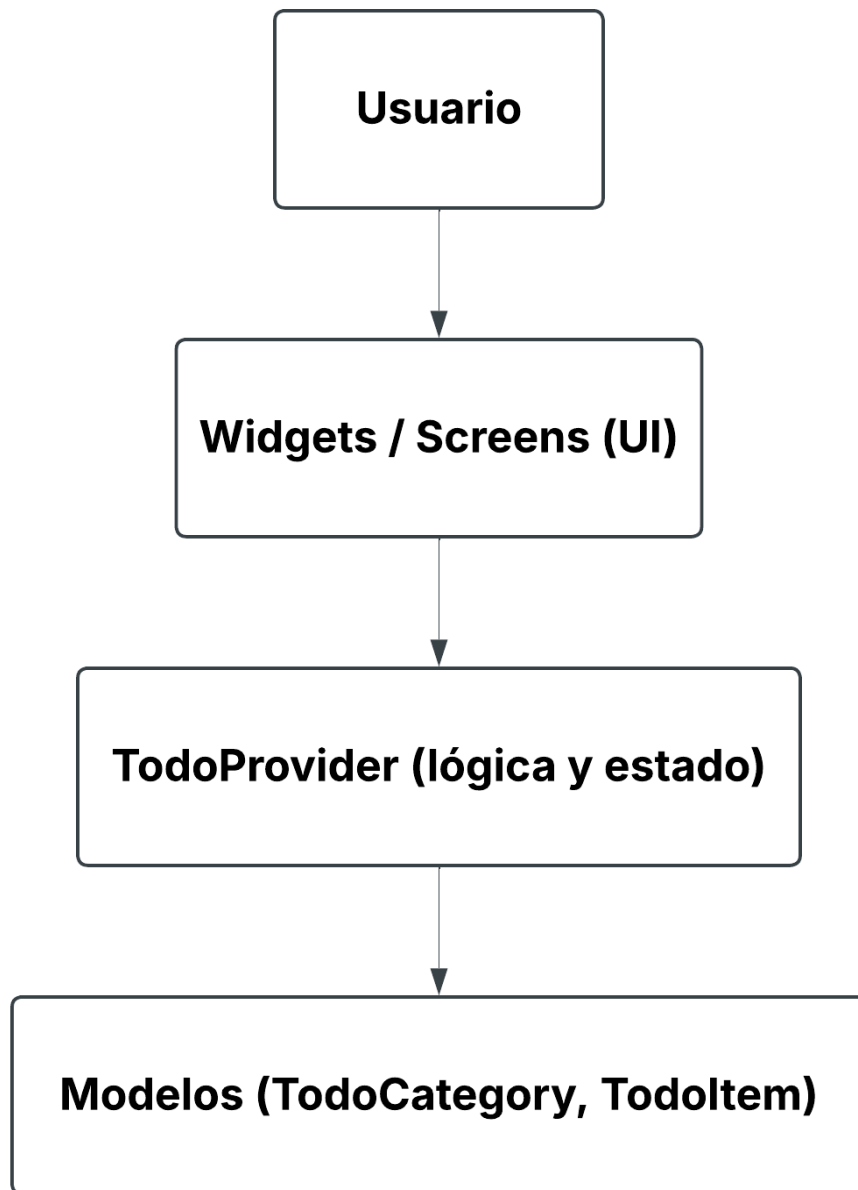 Usuario
Widgets / Screens (UI)
TodoProvider (lógica y estado)
Modelos (TodoCategory, TodoItem)